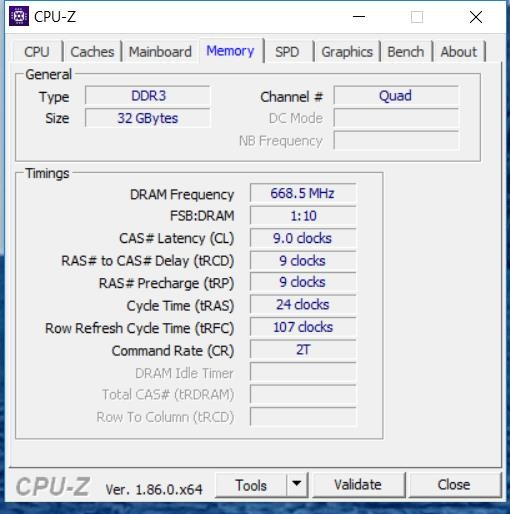 CPU-Z
CPU Caches Mainboard Memory SPD Graphics Bench About
General
Type DDR3 Channel # Quad
Size 32 GBytes DC Mode
NB Frequency
Timings
DRAM Frequency 668.5 MHz
FSB:DRAM 1:10
CAS# Latency (CL) 9.0 clocks
RAS# to CAS# Delay (tRCD) 9 clocks
RAS# Precharge (tRP) 9 clocks
Cycle Time (tRAS) 24 clocks
Row Refresh Cycle Time (tRFC) 107 clocks
Command Rate (CR) 2T
DRAM Idle Timer
Total CAS# (tRDRAM)
Row To Column (tRCD)
CPU-Z Ver. 1.86.0.x64 Tools Validate Close